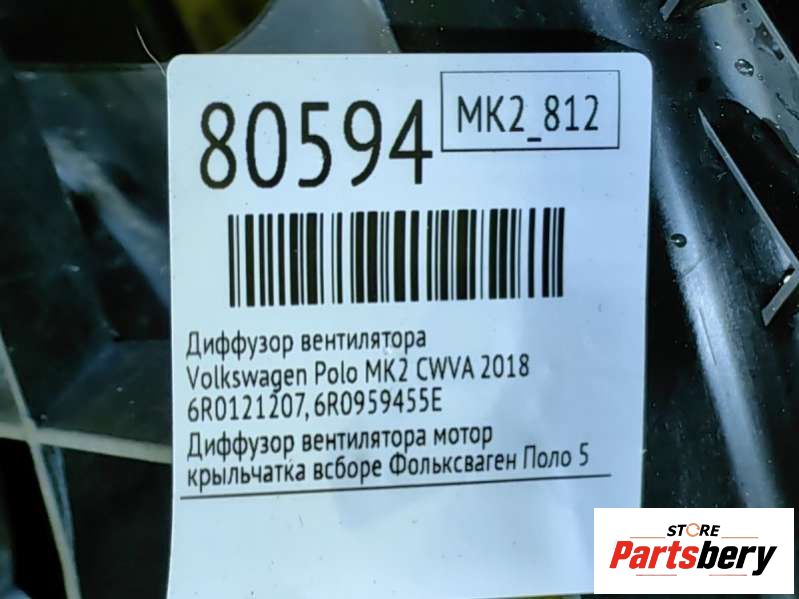 80594
MK2_812
Диффузор вентилятора
Volkswagen Polo MK2 CWVA 2018
6R0121207,6R0959455E
Диффузор вентилятора мотор
крыльчатка всборе Фольксваген Поло 5
STORE
Partsbery